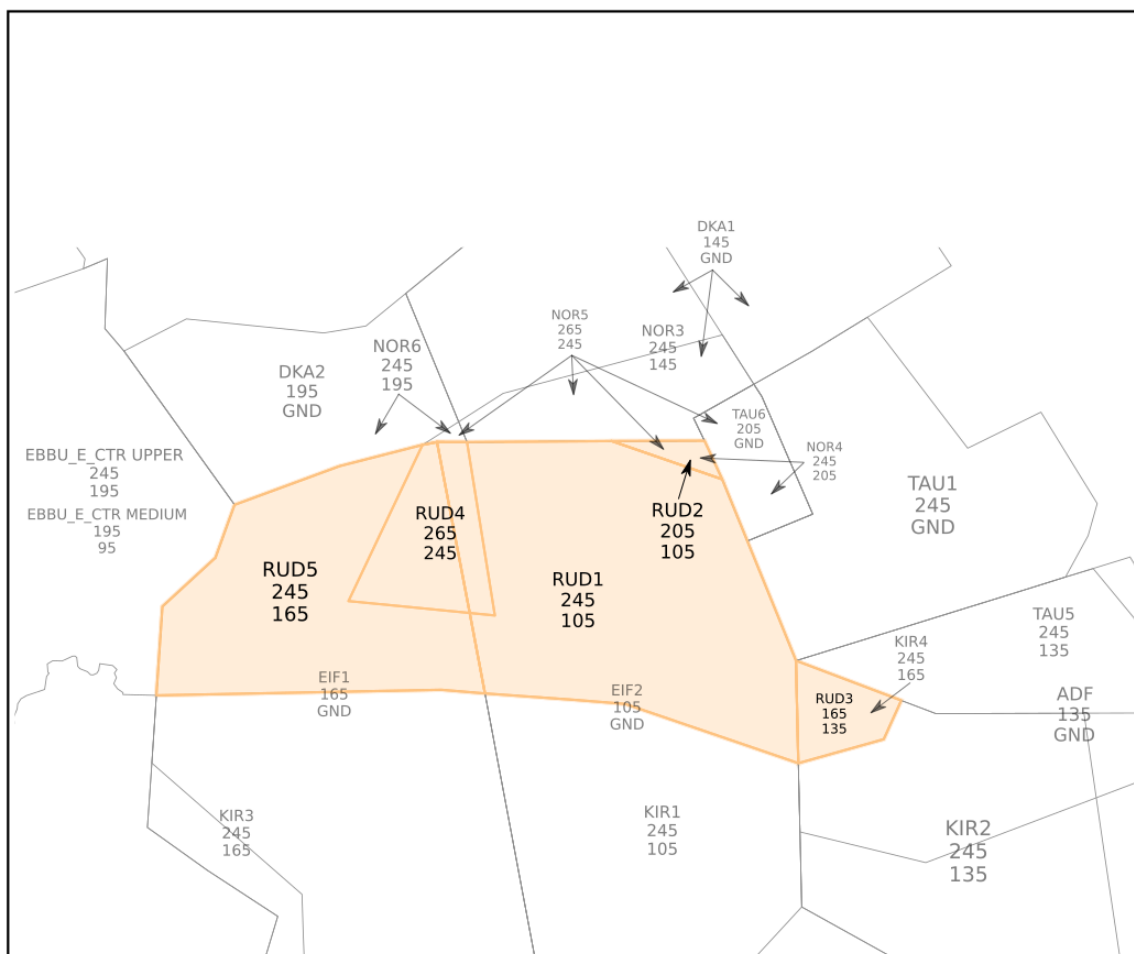 DKA1
145
GND
NOR5
265
245
NOR3
245
145
NOR6
245
195
DKA2
195
GND
TAU6
205
GND
NOR4
245
205
EBBU_E_CTR UPPER
245
195
EBBU_E_CTR MEDIUM
195
95
TAU1
245
GND
RUD4
265
245
RUD2
205
105
RUD5
245
165
RUD1
245
105
TAU5
245
135
KIR4
245
165
EIF1
165
GND
EIF2
105
GND
RUD3
165
135
ADF
135
GND
KIR3
245
165
KIR1
245
105
KIR2
245
135